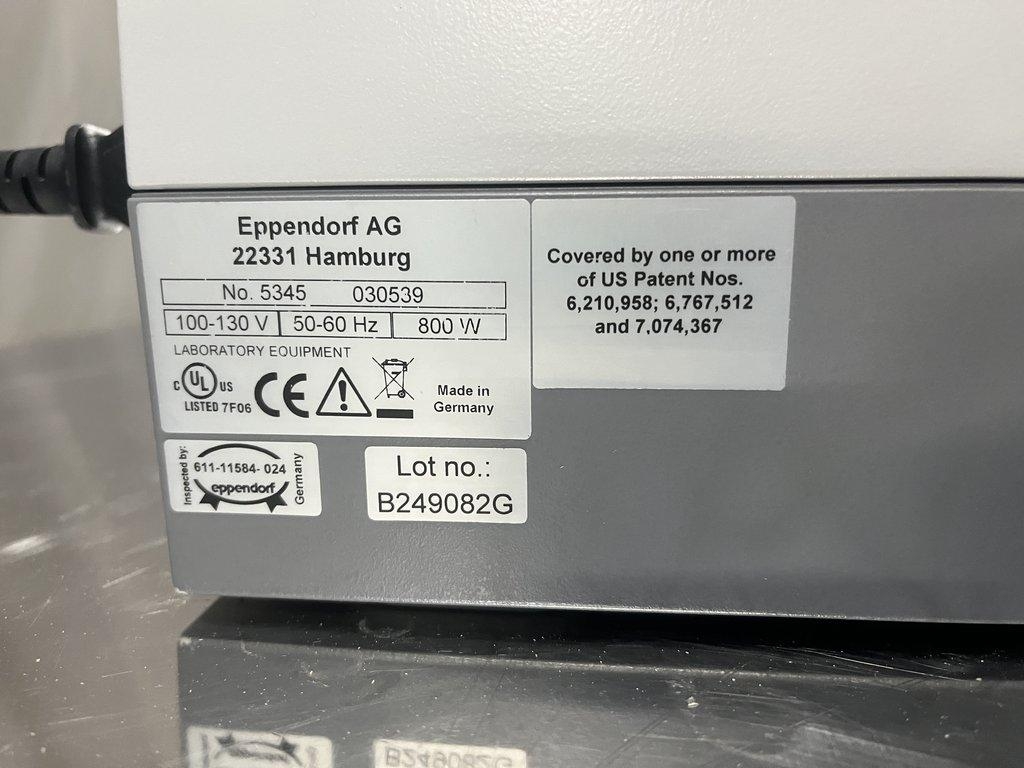 Eppendorf AG
22331 Hamburg
No. 5345 030539
100-130 V 50-60 Hz 800 W
LABORATORY EQUIPMENT
C UL US
LISTED 7F06
CE
Made in
Germany
Covered by one or more
of US Patent Nos.
6,210,958; 6,767,512
and 7,074,367
Inspected by:
611-11584- 024
eppendorf
Germany
Lot no.:
B249082G
B249082G